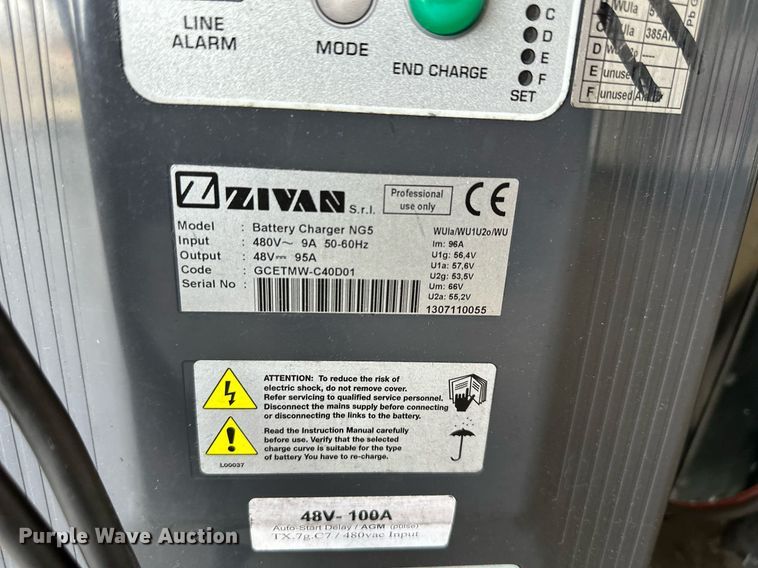 LINE
ALARM
MODE
END CHARGE
C
D
E
F
SET
WUIa
C 385Ah
D ----
E unused
F unused
Pb G
ZIVAN S.r.l.
Professional
use only
CE
Model : Battery Charger NG5
Input : 480V~ 9A 50-60Hz
Output : 48V⎓ 95A
Code : GCETMW-C40D01
Serial No :
WUIa/WU1U2o/WU
Im: 96A
U1g: 56,4V
U1a: 57,6V
U2g: 53,5V
Um: 66V
U2a: 55,2V
1307110055
ATTENTION: To reduce the risk of
electric shock, do not remove cover.
Refer servicing to qualified service personnel.
Disconnect the mains supply before connecting
or disconnecting the links to the battery.
Read the Instruction Manual carefully
before use. Verify that the selected
charge curve is suitable for the type
of battery You have to re-charge.
L00037
48V- 100A
Auto-Start Delay / AGM (pulse)
TX.7g.C77 480vac Input
Purple Wave Auction